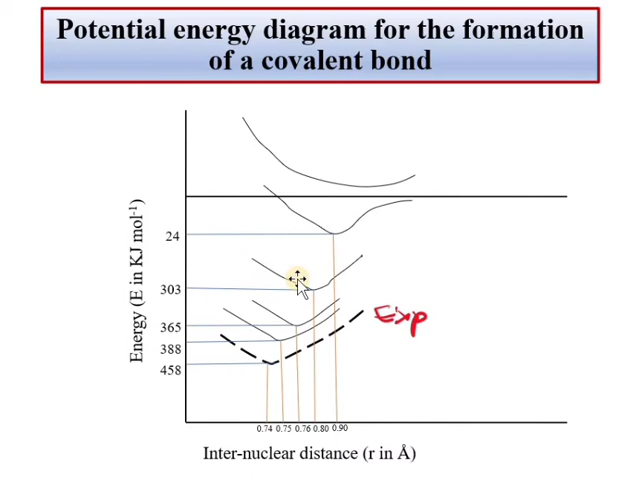 Potential energy diagram for the formation
of a covalent bond
Energy (E in KJ mol⁻¹)
24
303
365
388
458
Exp
0.74 0.75 0.76 0.80 0.90
Inter-nuclear distance (r in Å)